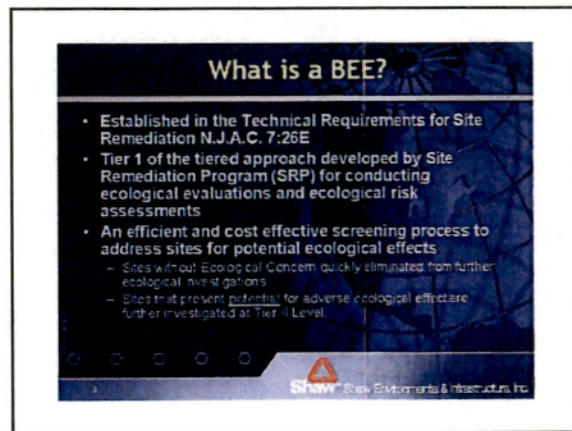 What is a BEE?
• Established in the Technical Requirements for Site
Remediation N.J.A.C. 7:26E
• Tier 1 of the tiered approach developed by Site
Remediation Program (SRP) for conducting
ecological evaluations and ecological risk
assessments
• An efficient and cost effective screening process to
address sites for potential ecological effects
– Sites without Ecological Concern quickly eliminated from further
ecological investigations
– Sites that present potential for adverse ecological effect are
further investigated at Tier II Level.
Shaw™ Shaw Environmental & Infrastructure, Inc.